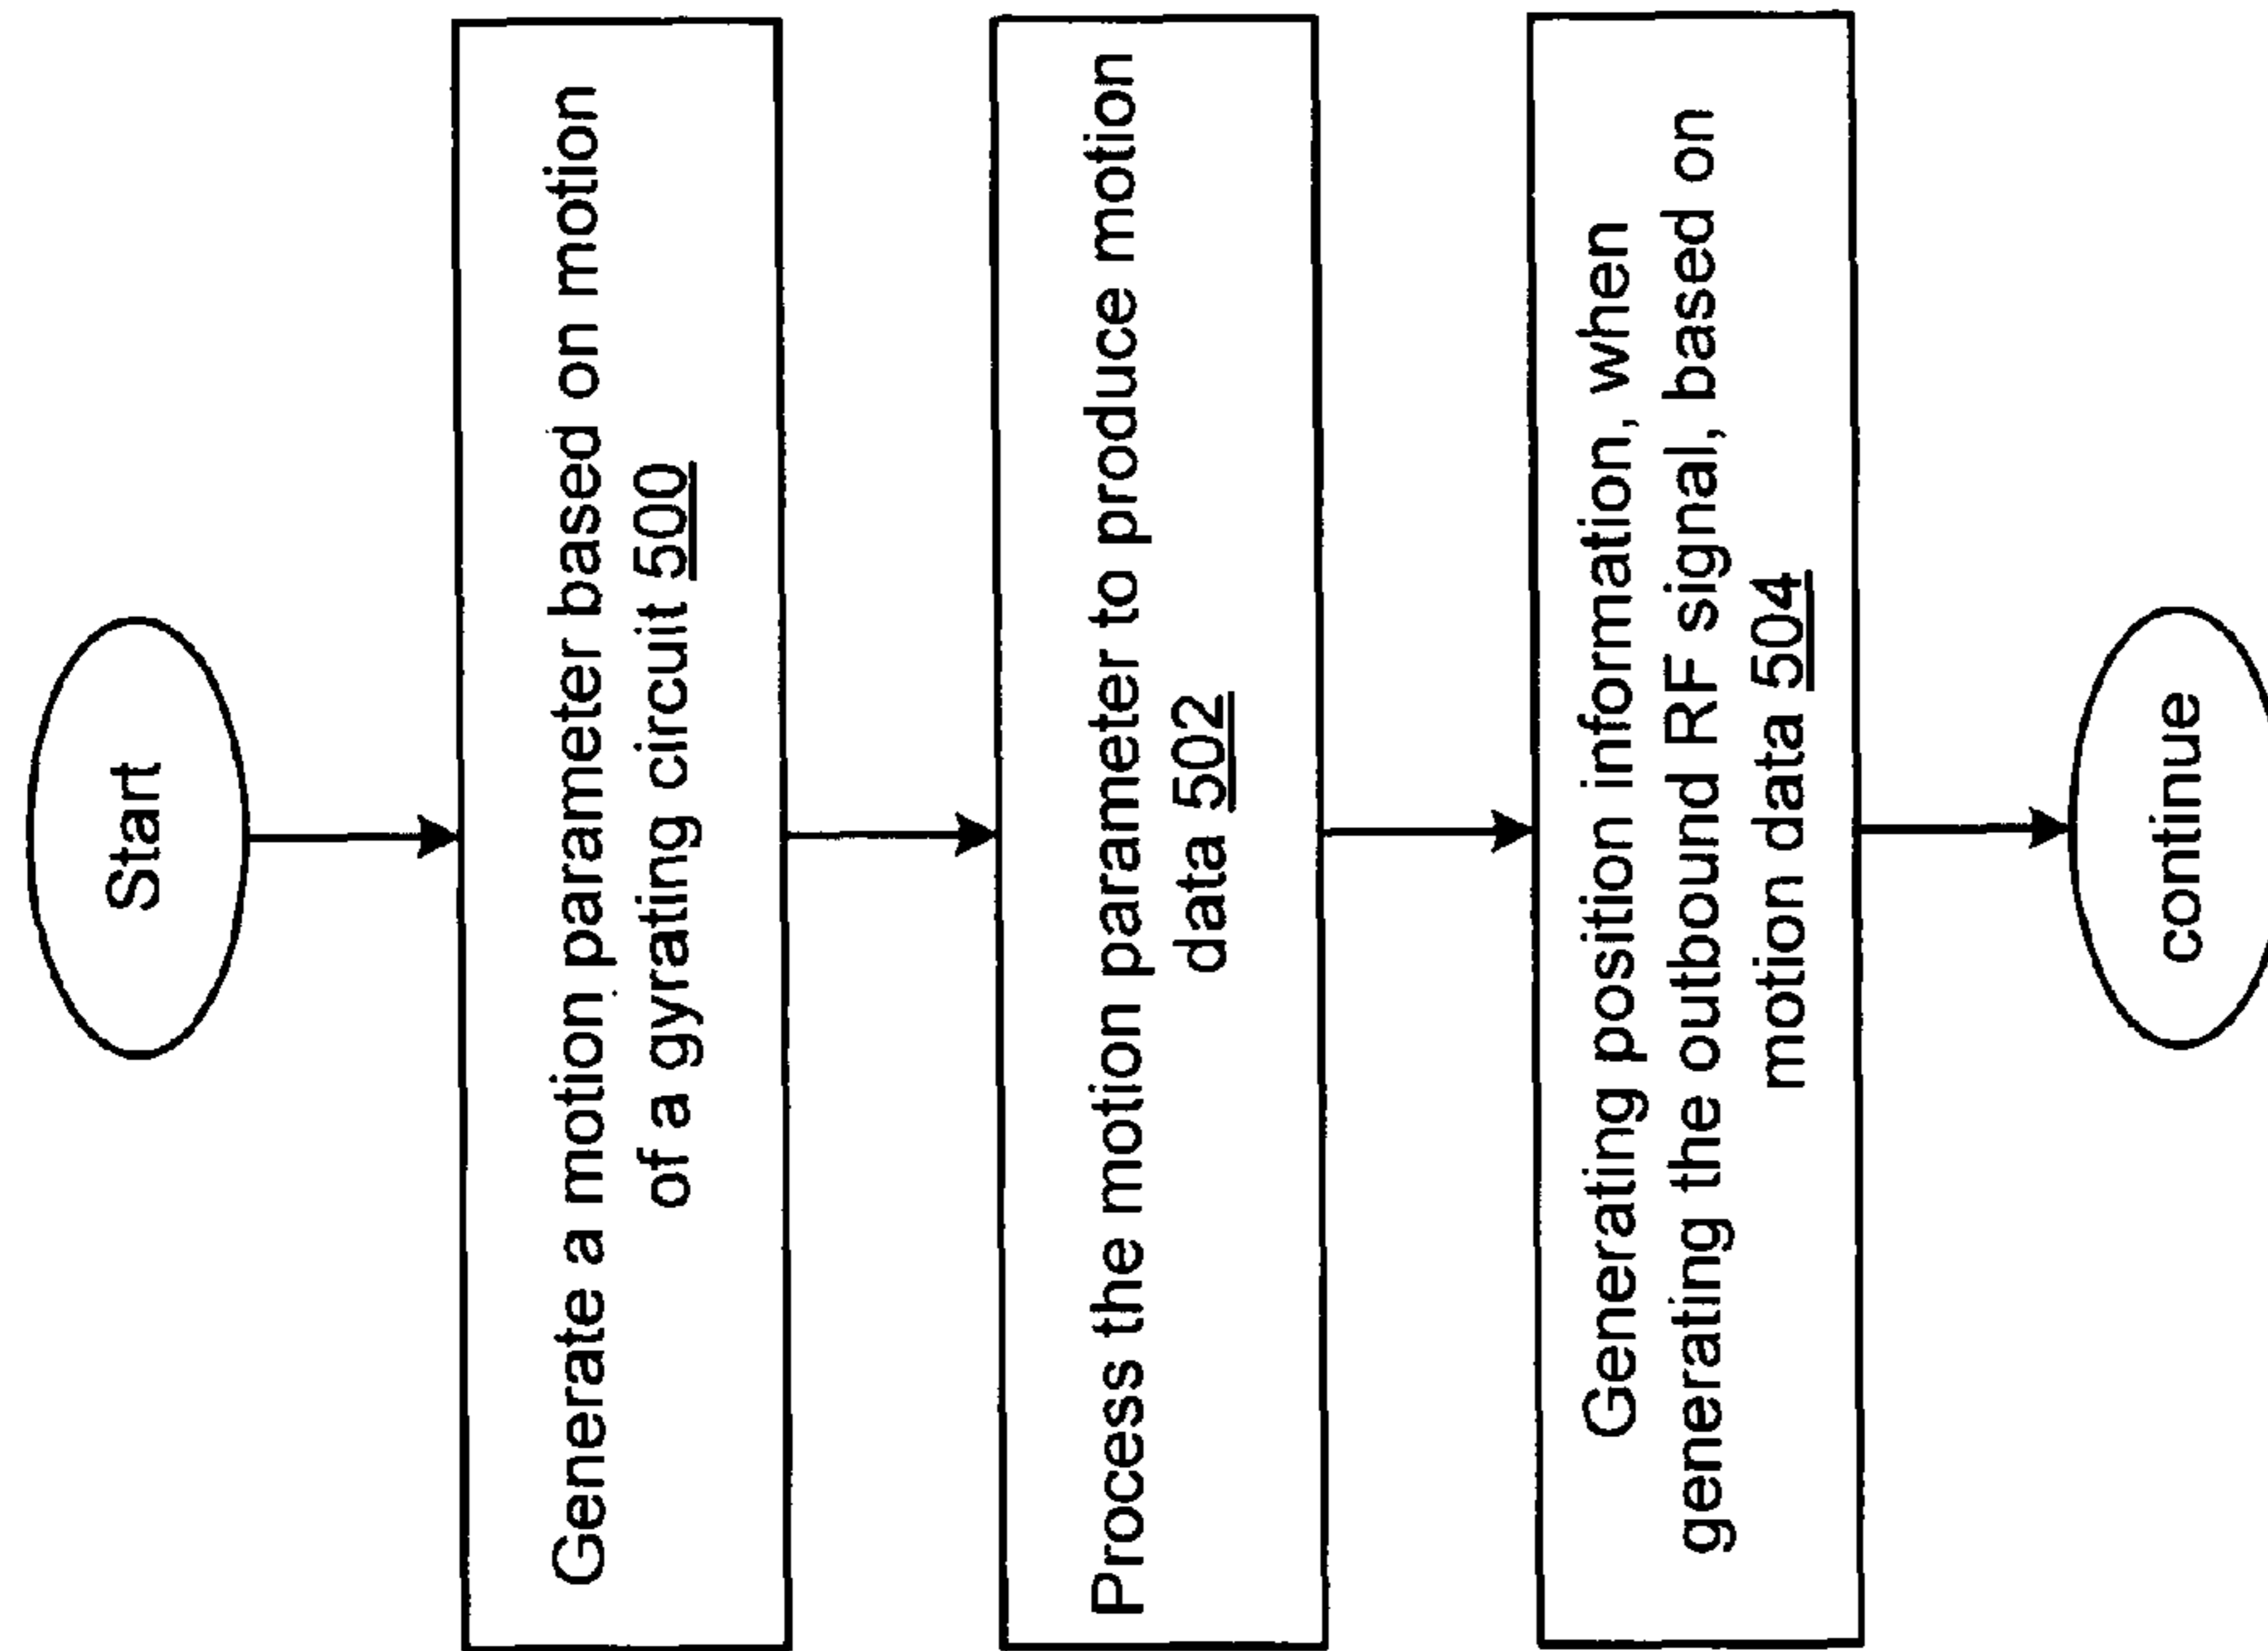 Start
Generate a motion parameter based on motion
of a gyrating circuit 500
Process the motion parameter to produce motion
data 502
Generating position information, when
generating the outbound RF signal, based on
motion data 504
continue